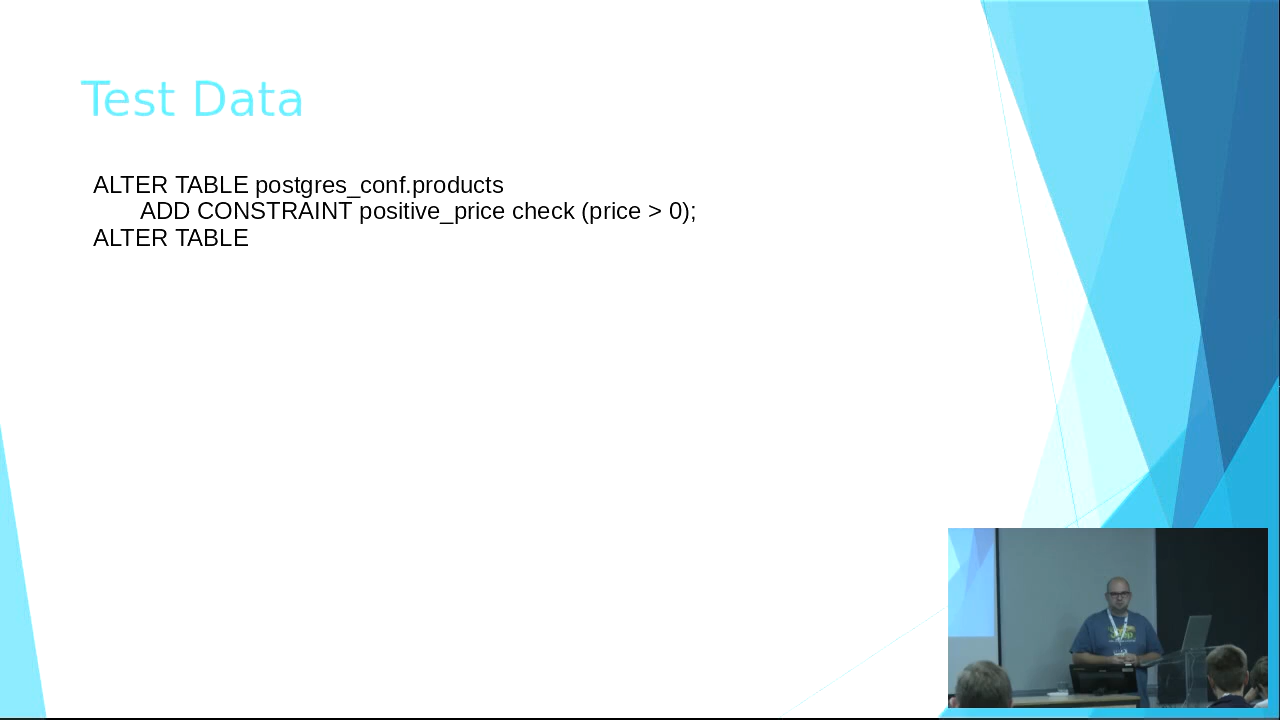 Test Data
ALTER TABLE postgres_conf.products
ADD CONSTRAINT positive_price check (price > 0);
ALTER TABLE